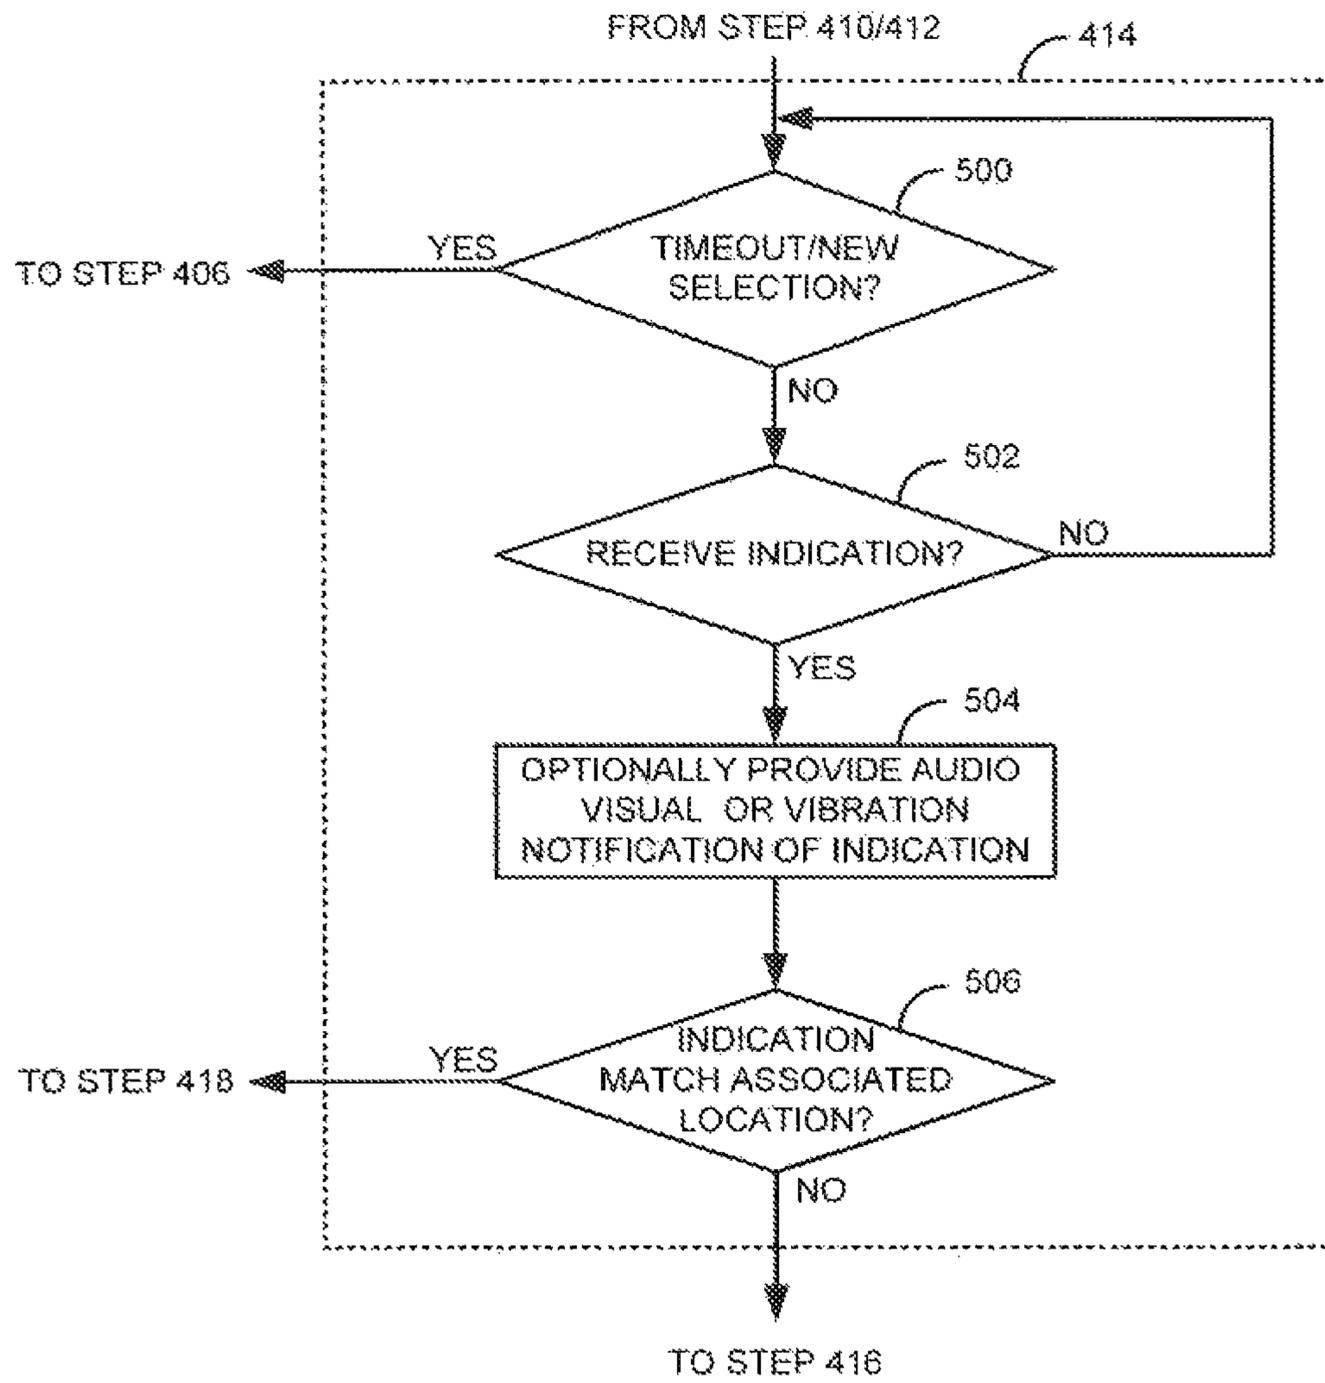 FROM STEP 410/412
414
500
TIMEOUT/NEW
SELECTION?
YES
TO STEP 406
NO
502
RECEIVE INDICATION?
NO
YES
504
OPTIONALLY PROVIDE AUDIO
VISUAL OR VIBRATION
NOTIFICATION OF INDICATION
506
INDICATION
MATCH ASSOCIATED
LOCATION?
YES
TO STEP 418
NO
TO STEP 416